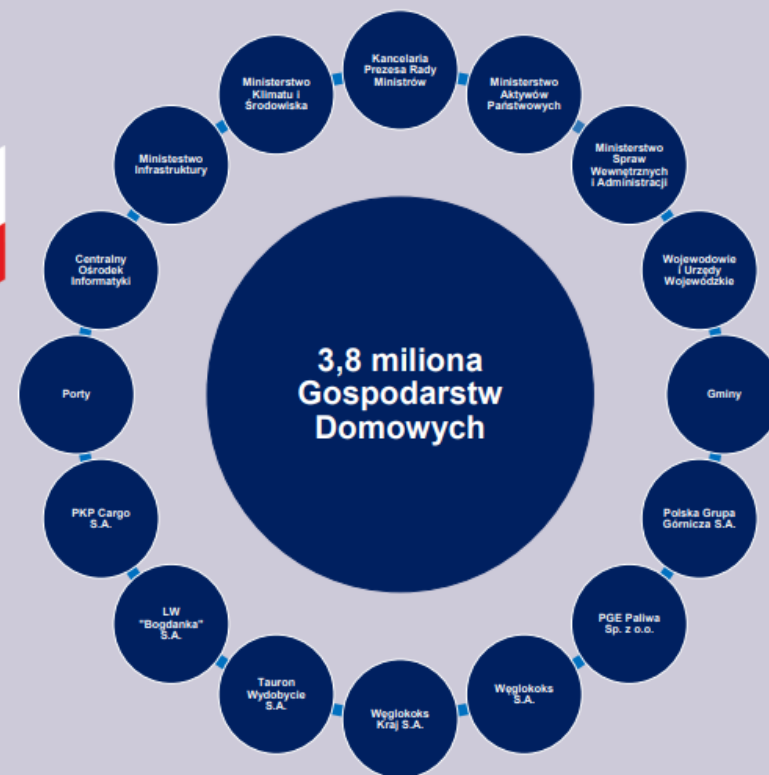 Kancelaria
Prezesa Rady
Ministrów
Ministerstwo
Aktywów
Państwowych
Ministerstwo
Spraw
Wewnętrznych
i Administracji
Wojewodowie
i Urzędy
Wojewódzkie
Gminy
Polska Grupa
Górnicza S.A.
PGE Paliwa
Sp. z o.o.
Węglokoks
S.A.
Węglokoks
Kraj S.A.
Tauron
Wydobycie
S.A.
LW
"Bogdanka"
S.A.
PKP Cargo
S.A.
Porty
Centralny
Ośrodek
Informatyki
Ministestwo
Infrastruktury
Ministerstwo
Klimatu i
Środowiska
3,8 miliona
Gospodarstw
Domowych